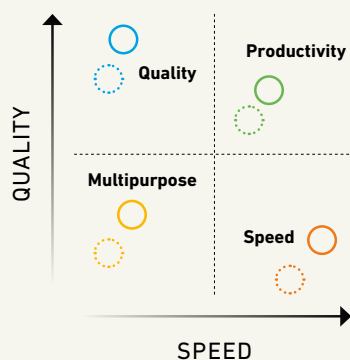 Productivity
Quality
Multipurpose
Speed
QUALITY
SPEED